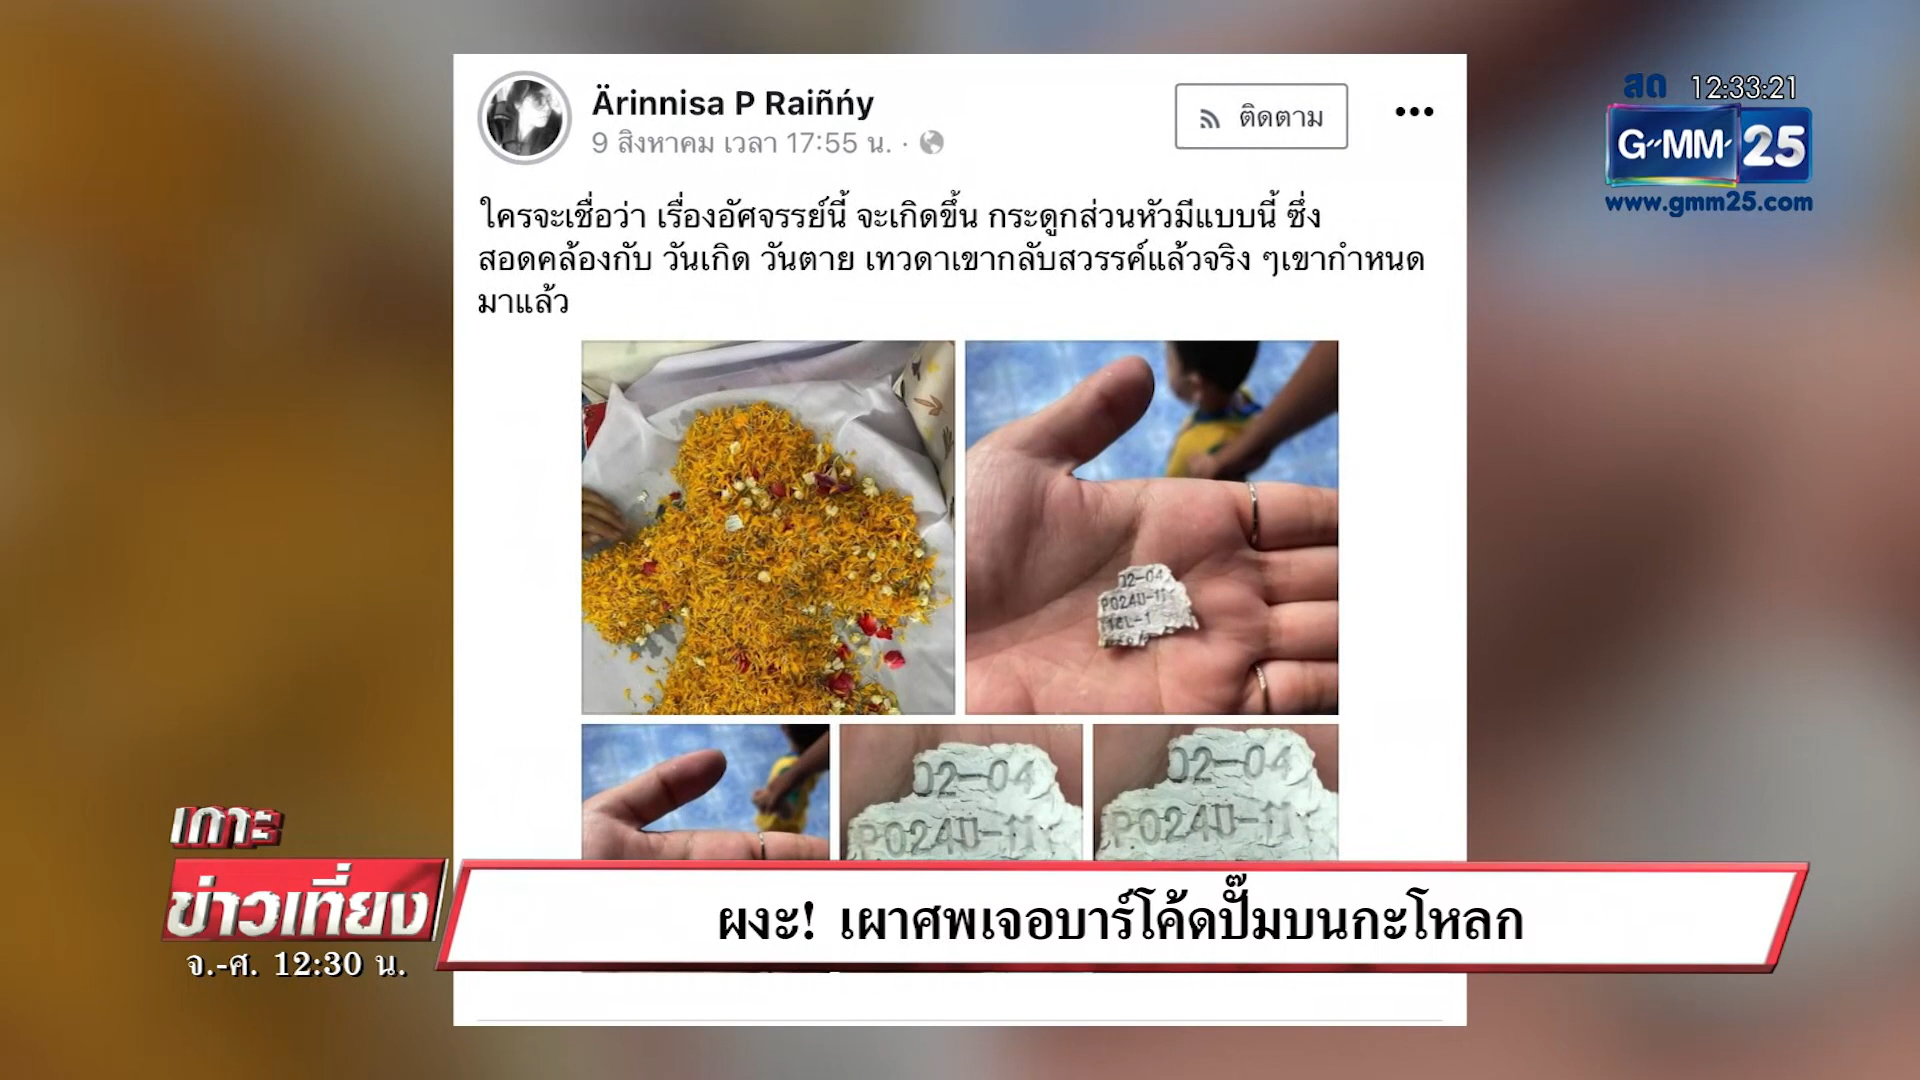 Ärinnisa P Raiññy
9 สิงหาคม เวลา 17:55 น. ·
ติดตาม
ใครจะเชื่อว่า เรื่องอัศจรรย์นี้ จะเกิดขึ้น กระดูกส่วนหัวมีแบบนี้ ซึ่ง
สอดคล้องกับ วันเกิด วันตาย เทวดาเขากลับสวรรค์แล้วจริง ๆเขากำหนด
มาแล้ว
สด 12:33:21
G MM 25
www.gmm25.com
02-04
P024U-11
02-04
P024U-11
02-04
P024U-11
เกาะ
ข่าวเที่ยง
จ.-ศ. 12:30 น.
ผงะ! เผาศพเจอบาร์โค้ดปั๊มบนกะโหลก